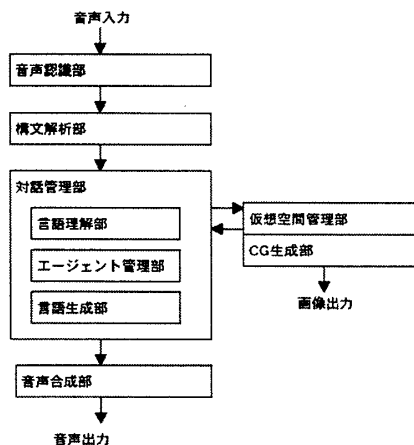 音声入力
音声認識部
構文解析部
対話管理部
言語理解部
エージェント管理部
言語生成部
仮想空間管理部
CG生成部
画像出力
音声合成部
音声出力